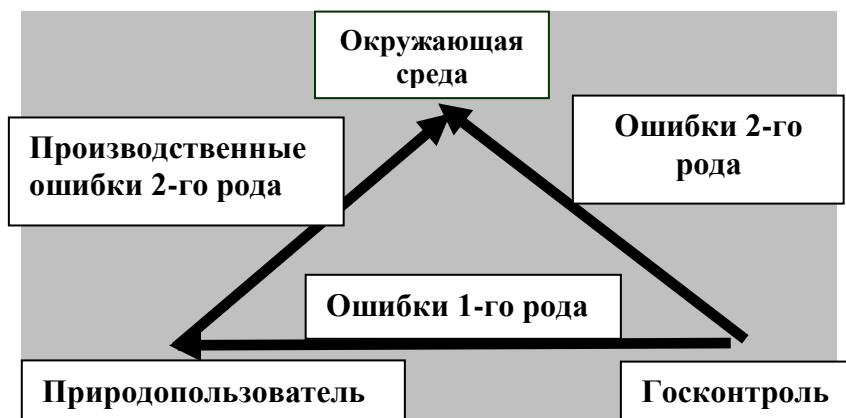 Окружающая
среда
Производственные
ошибки 2-го рода
Ошибки 2-го
рода
Ошибки 1-го рода
Природопользователь
Госконтроль